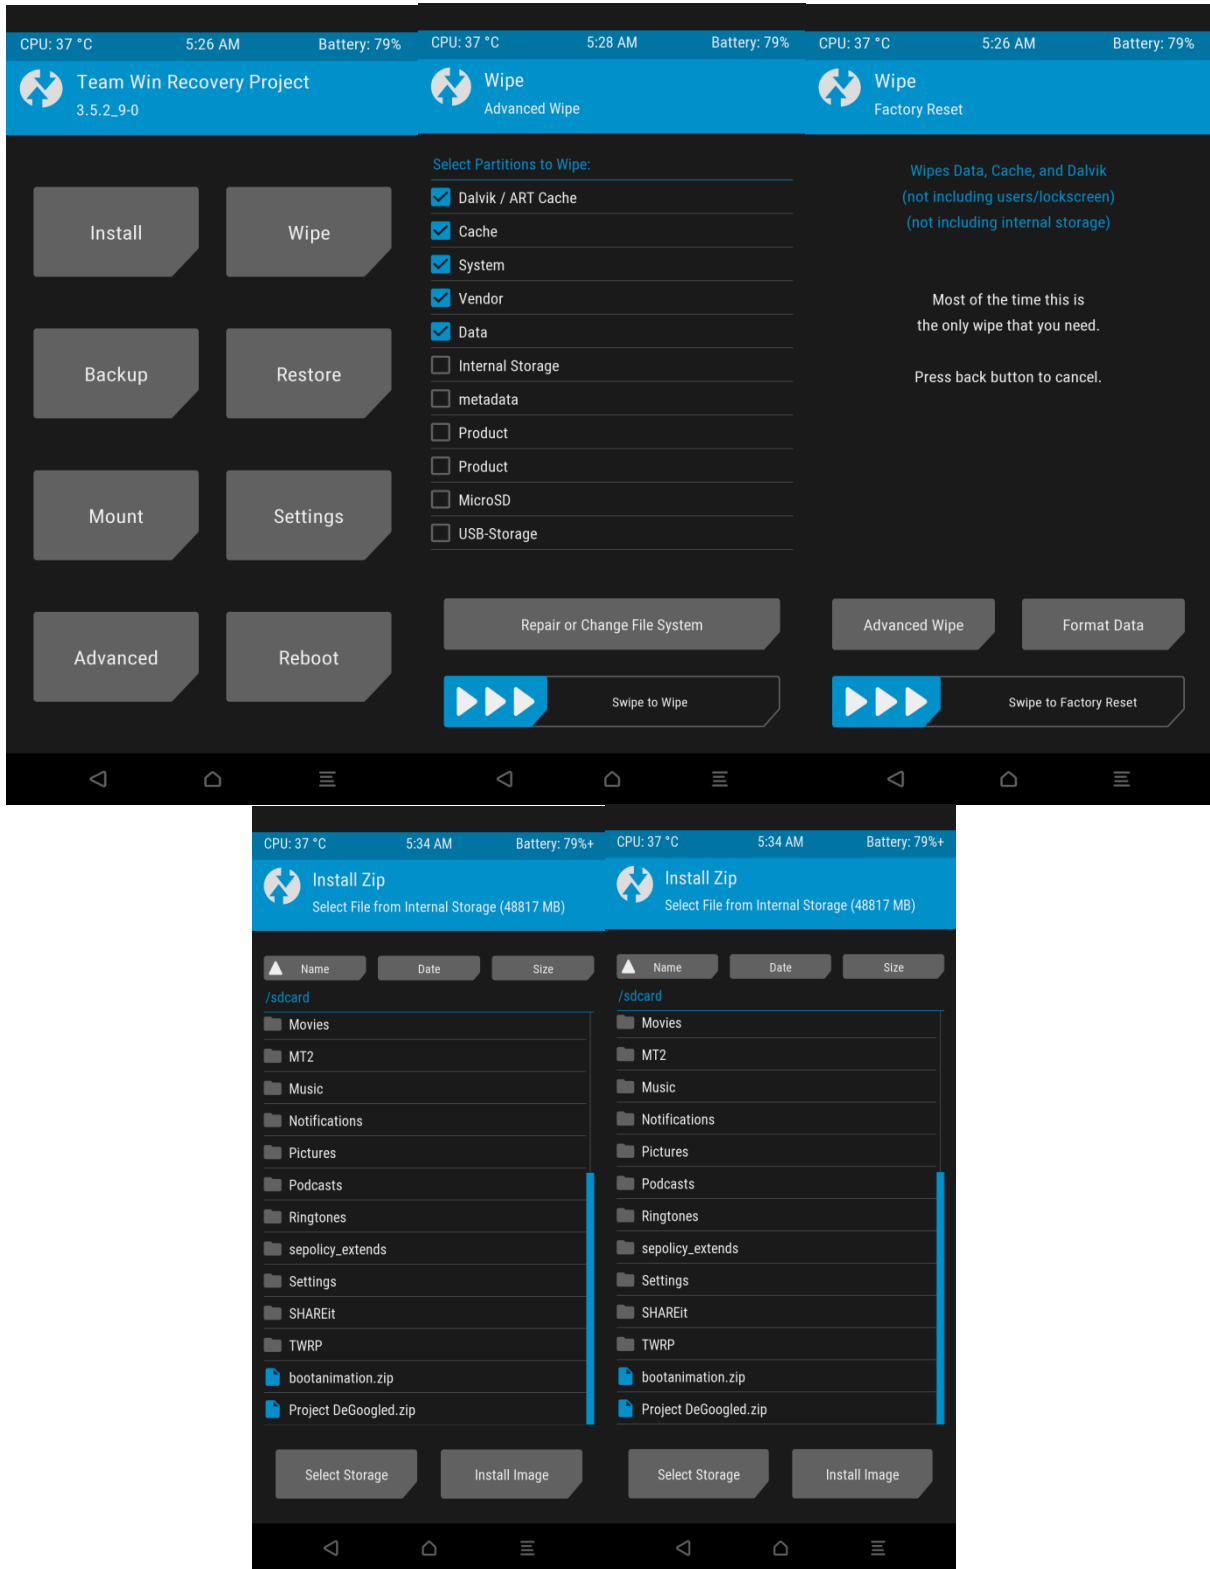 CPU: 37 °C 5:26 AM Battery: 79%
Team Win Recovery Project
3.5.2_9-0
Install Wipe
Backup Restore
Mount Settings
Advanced Reboot
CPU: 37 °C 5:28 AM Battery: 79%
Wipe
Advanced Wipe
Select Partitions to Wipe:
Dalvik / ART Cache
Cache
System
Vendor
Data
Internal Storage
metadata
Product
Product
MicroSD
USB-Storage
Repair or Change File System
Swipe to Wipe
CPU: 37 °C 5:26 AM Battery: 79%
Wipe
Factory Reset
Wipes Data, Cache, and Dalvik
(not including users/lockscreen)
(not including internal storage)
Most of the time this is
the only wipe that you need.
Press back button to cancel.
Advanced Wipe Format Data
Swipe to Factory Reset
CPU: 37 °C 5:34 AM Battery: 79%+
Install Zip
Select File from Internal Storage (48817 MB)
Name Date Size
/sdcard
Movies
MT2
Music
Notifications
Pictures
Podcasts
Ringtones
sepolicy_extends
Settings
SHAREit
TWRP
bootanimation.zip
Project DeGoogled.zip
Select Storage Install Image
CPU: 37 °C 5:34 AM Battery: 79%+
Install Zip
Select File from Internal Storage (48817 MB)
Name Date Size
/sdcard
Movies
MT2
Music
Notifications
Pictures
Podcasts
Ringtones
sepolicy_extends
Settings
SHAREit
TWRP
bootanimation.zip
Project DeGoogled.zip
Select Storage Install Image